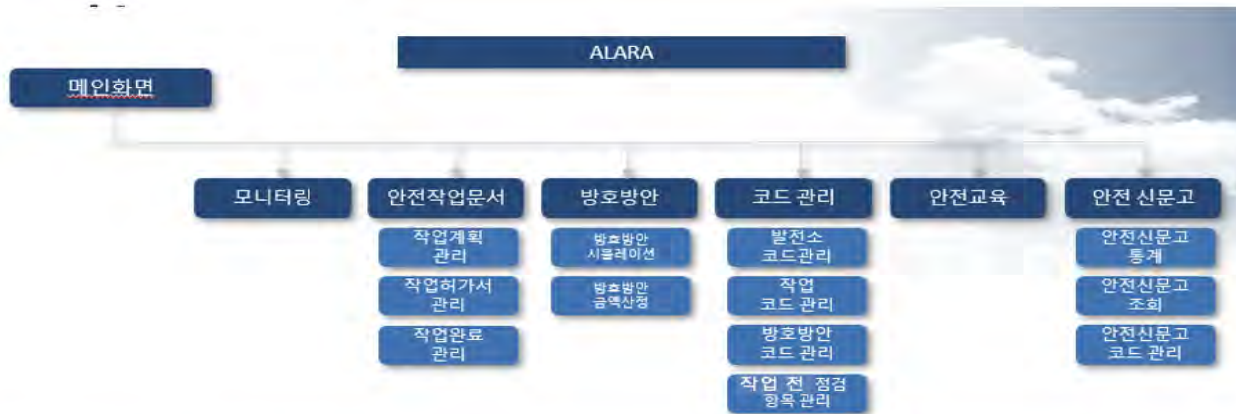 ALARA
메인화면
모니터링
안전작업문서
방호방안
코드 관리
안전교육
안전 신문고
작업계획
관리
작업허가서
관리
작업완료
관리
방호방안
시뮬레이션
방호방안
금액산정
발전소
코드관리
작업
코드 관리
방호방안
코드 관리
작업 전 점검
항목 관리
안전신문고
통계
안전신문고
조회
안전신문고
코드 관리